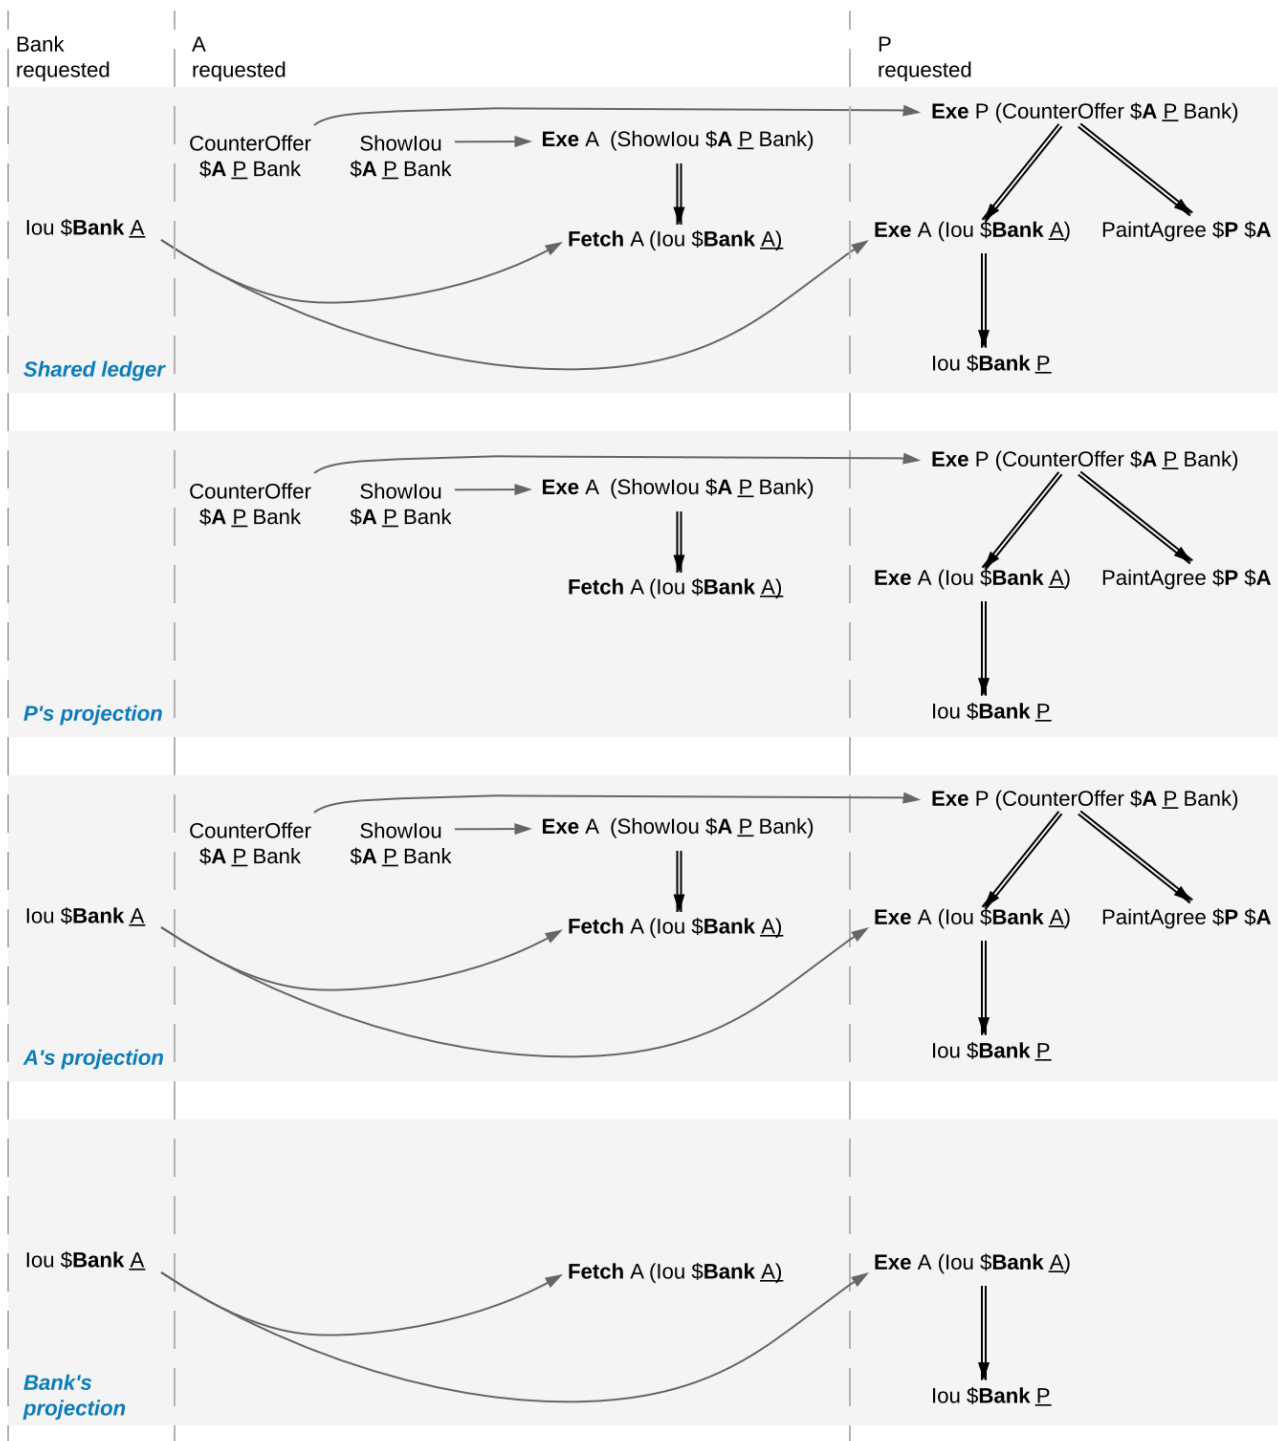 Bank
requested
A
requested
P
requested
Exe P (CounterOffer $A P Bank)
CounterOffer
$A P Bank
ShowIou
$A P Bank
Exe A (ShowIou $A P Bank)
Iou $Bank A
Fetch A (Iou $Bank A)
Exe A (Iou $Bank A)
PaintAgree $P $A
Iou $Bank P
Shared ledger
Exe P (CounterOffer $A P Bank)
CounterOffer
$A P Bank
ShowIou
$A P Bank
Exe A (ShowIou $A P Bank)
Fetch A (Iou $Bank A)
Exe A (Iou $Bank A)
PaintAgree $P $A
Iou $Bank P
P's projection
Exe P (CounterOffer $A P Bank)
CounterOffer
$A P Bank
ShowIou
$A P Bank
Exe A (ShowIou $A P Bank)
Iou $Bank A
Fetch A (Iou $Bank A)
Exe A (Iou $Bank A)
PaintAgree $P $A
Iou $Bank P
A's projection
Iou $Bank A
Fetch A (Iou $Bank A)
Exe A (Iou $Bank A)
Iou $Bank P
Bank's
projection